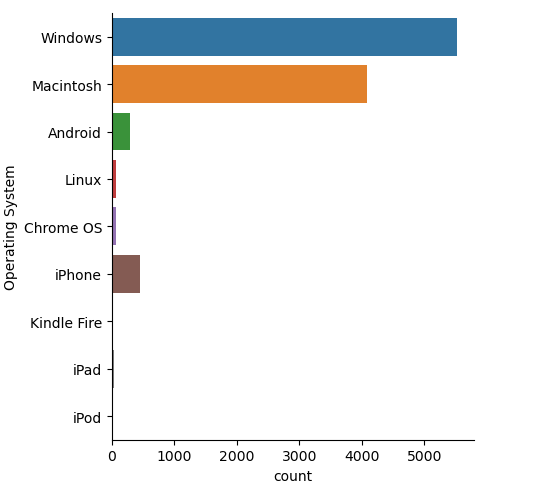 Operating System
Windows
Macintosh
Android
Linux
Chrome OS
iPhone
Kindle Fire
iPad
iPod
0 1000 2000 3000 4000 5000
count